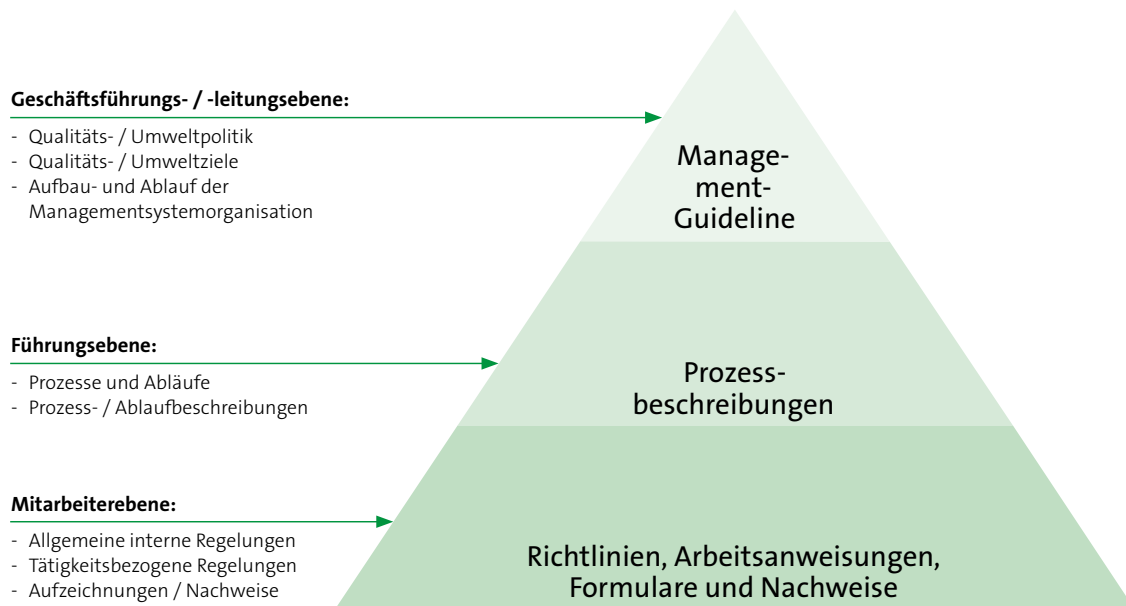 Geschäftsführungs- / -leitungsebene:
- Qualitäts- / Umweltpolitik
- Qualitäts- / Umweltziele
- Aufbau- und Ablauf der
Managementsystemorganisation
Manage-
ment-
Guideline
Führungsebene:
- Prozesse und Abläufe
- Prozess- / Ablaufbeschreibungen
Prozess-
beschreibungen
Mitarbeiterebene:
- Allgemeine interne Regelungen
- Tätigkeitsbezogene Regelungen
- Aufzeichnungen / Nachweise
Richtlinien, Arbeitsanweisungen,
Formulare und Nachweise